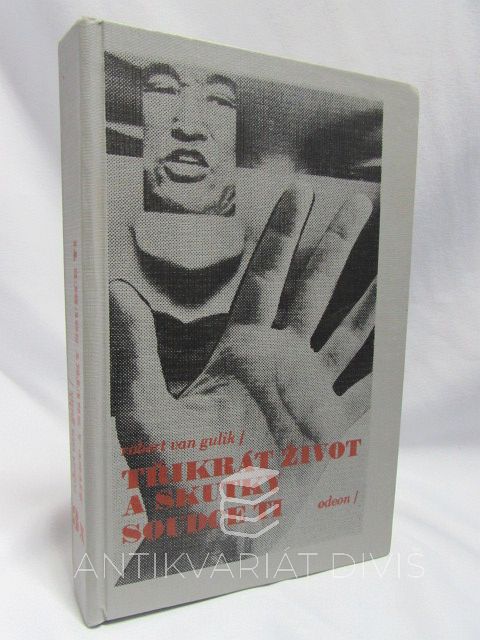 robert van gulik /
TŘIKRÁT ŽIVOT
A SKUTKY
SOUDCE TI
odeon /
ANTIKVARIÁT DIVIŠ